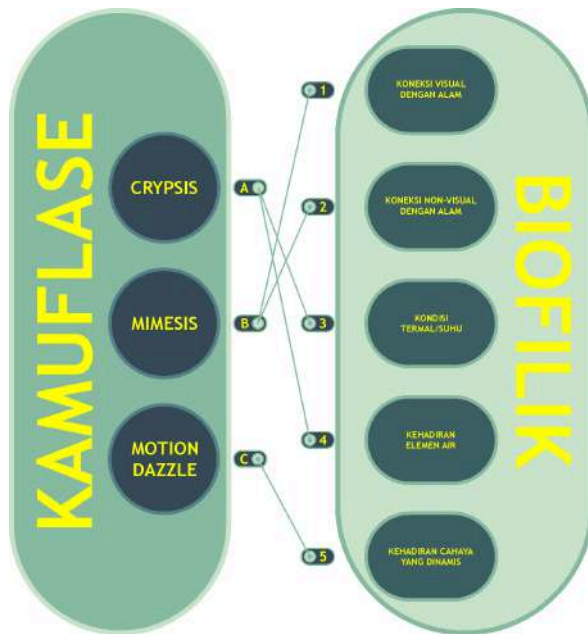 KAMUFLASE
CRYPSIS
MIMESIS
MOTION
DAZZLE
A
B
C
1
2
3
4
5
KONEKSI VISUAL
DENGAN ALAM
KONEKSI NON-VISUAL
DENGAN ALAM
KONDISI
TERMAL/SUHU
KEHADIRAN
ELEMEN AIR
KEHADIRAN CAHAYA
YANG DINAMIS
BIOFILIK